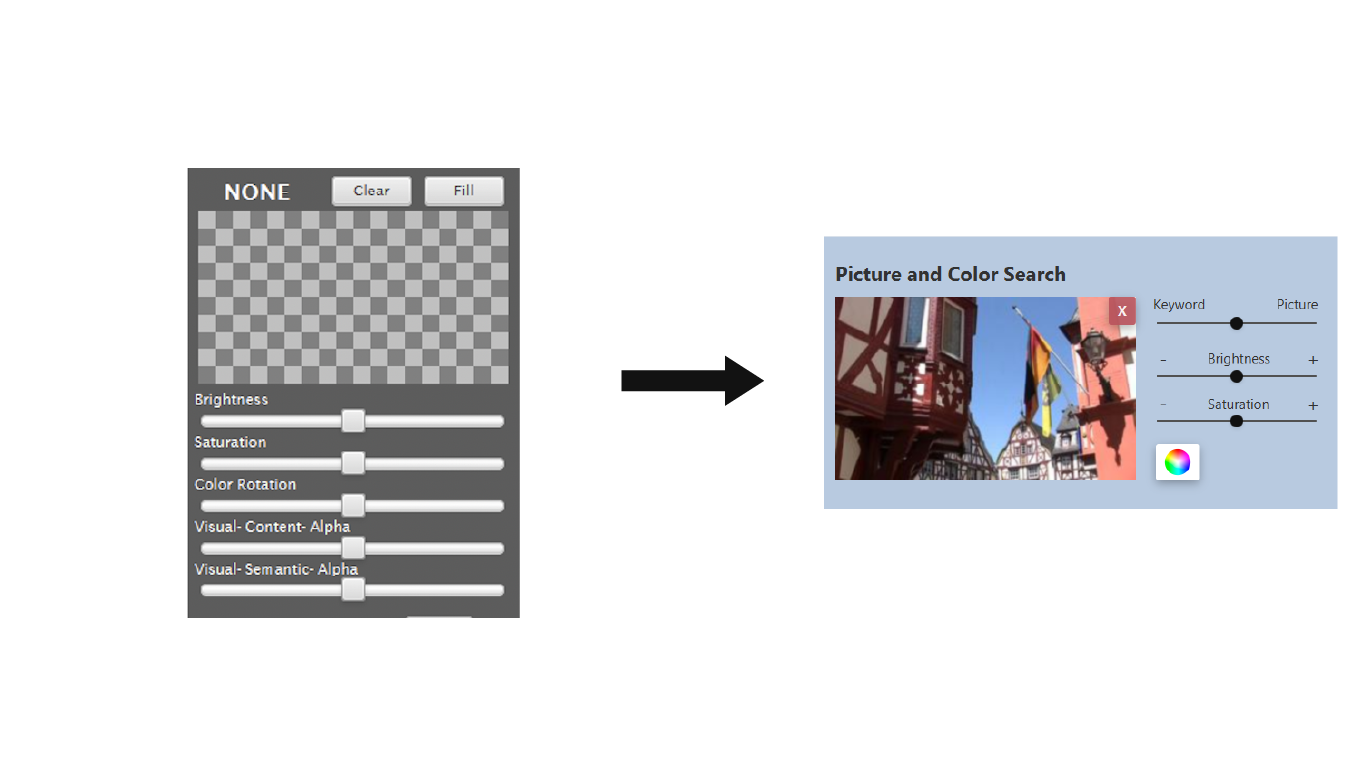 NONE Clear Fill
Brightness
Saturation
Color Rotation
Visual- Content- Alpha
Visual- Semantic- Alpha
Picture and Color Search
X
Keyword Picture
- Brightness +
- Saturation +